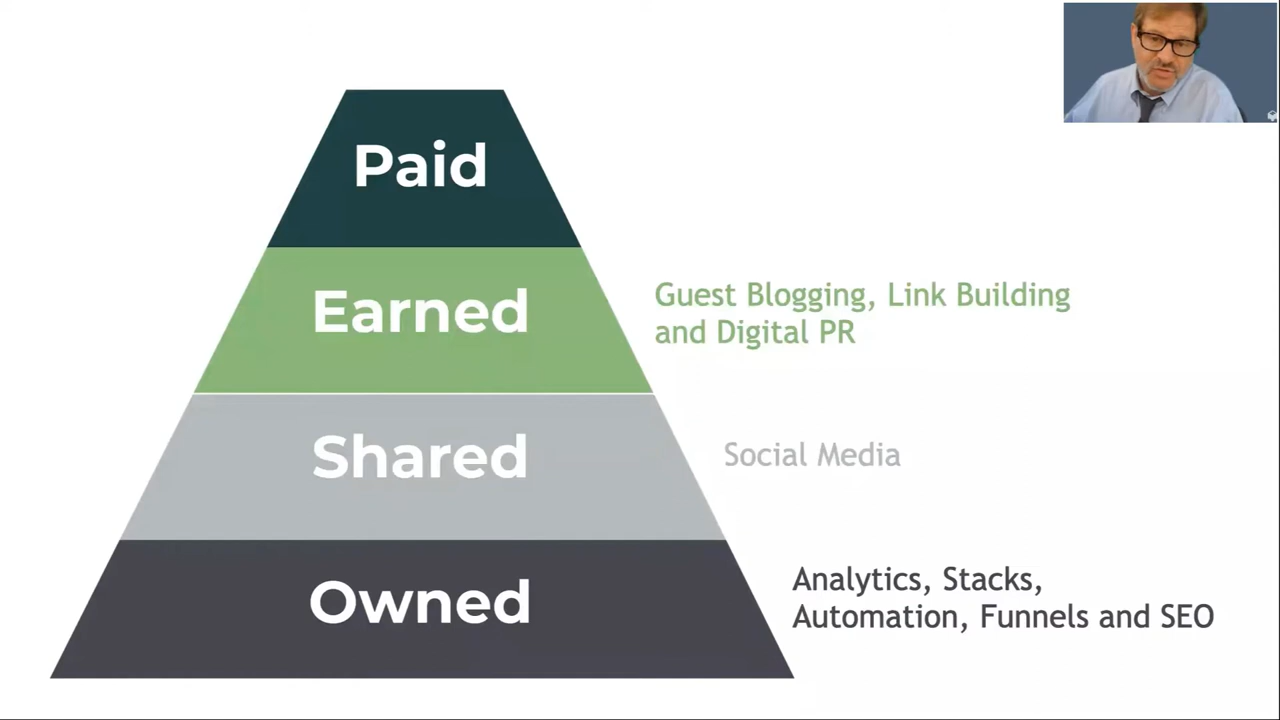 Paid
Earned
Guest Blogging, Link Building
and Digital PR
Shared
Social Media
Owned
Analytics, Stacks,
Automation, Funnels and SEO